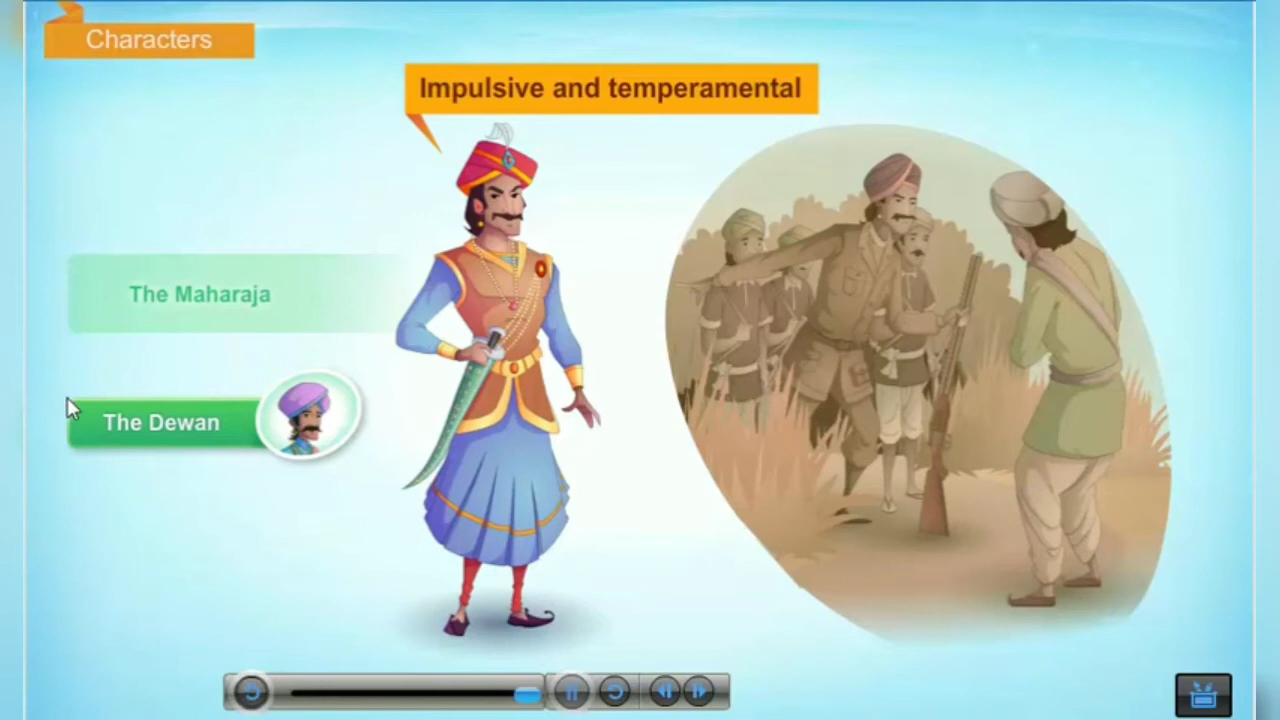 Characters
Impulsive and temperamental
The Maharaja
The Dewan